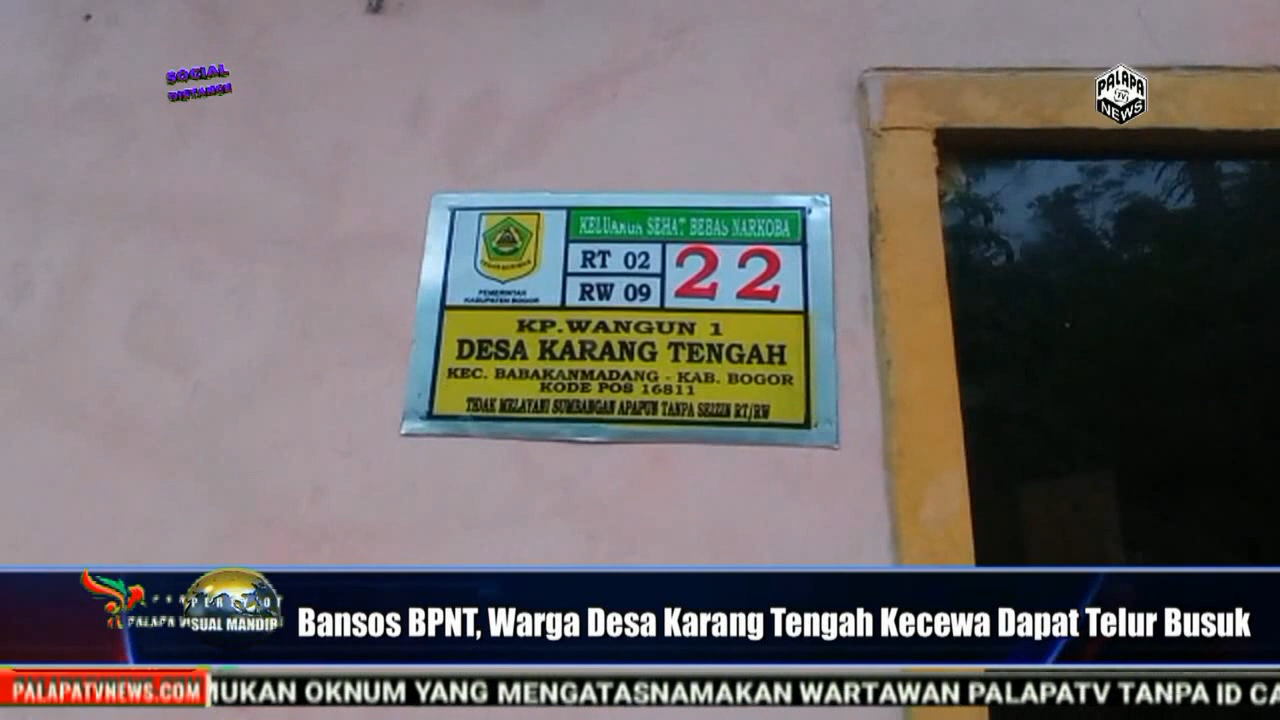 SOCIAL
DISTANCE
PALAPA
TV
NEWS
KELUARGA SEHAT BEBAS NARKOBA
RT 02
RW 09
22
PEMERINTAH
KABUPATEN BOGOR
KP.WANGUN 1
DESA KARANG TENGAH
KEC. BABAKANMADANG - KAB. BOGOR
KODE POS 16811
TIDAK MELAYANI SUMBANGAN APAPUN TANPA SEIZIN RT/RW
VISUAL MANDIRI
Bansos BPNT, Warga Desa Karang Tengah Kecewa Dapat Telur Busuk
PALAPATVNEWS.COM
MUKAN OKNUM YANG MENGATASNAMAKAN WARTAWAN PALAPATV TANPA ID CA